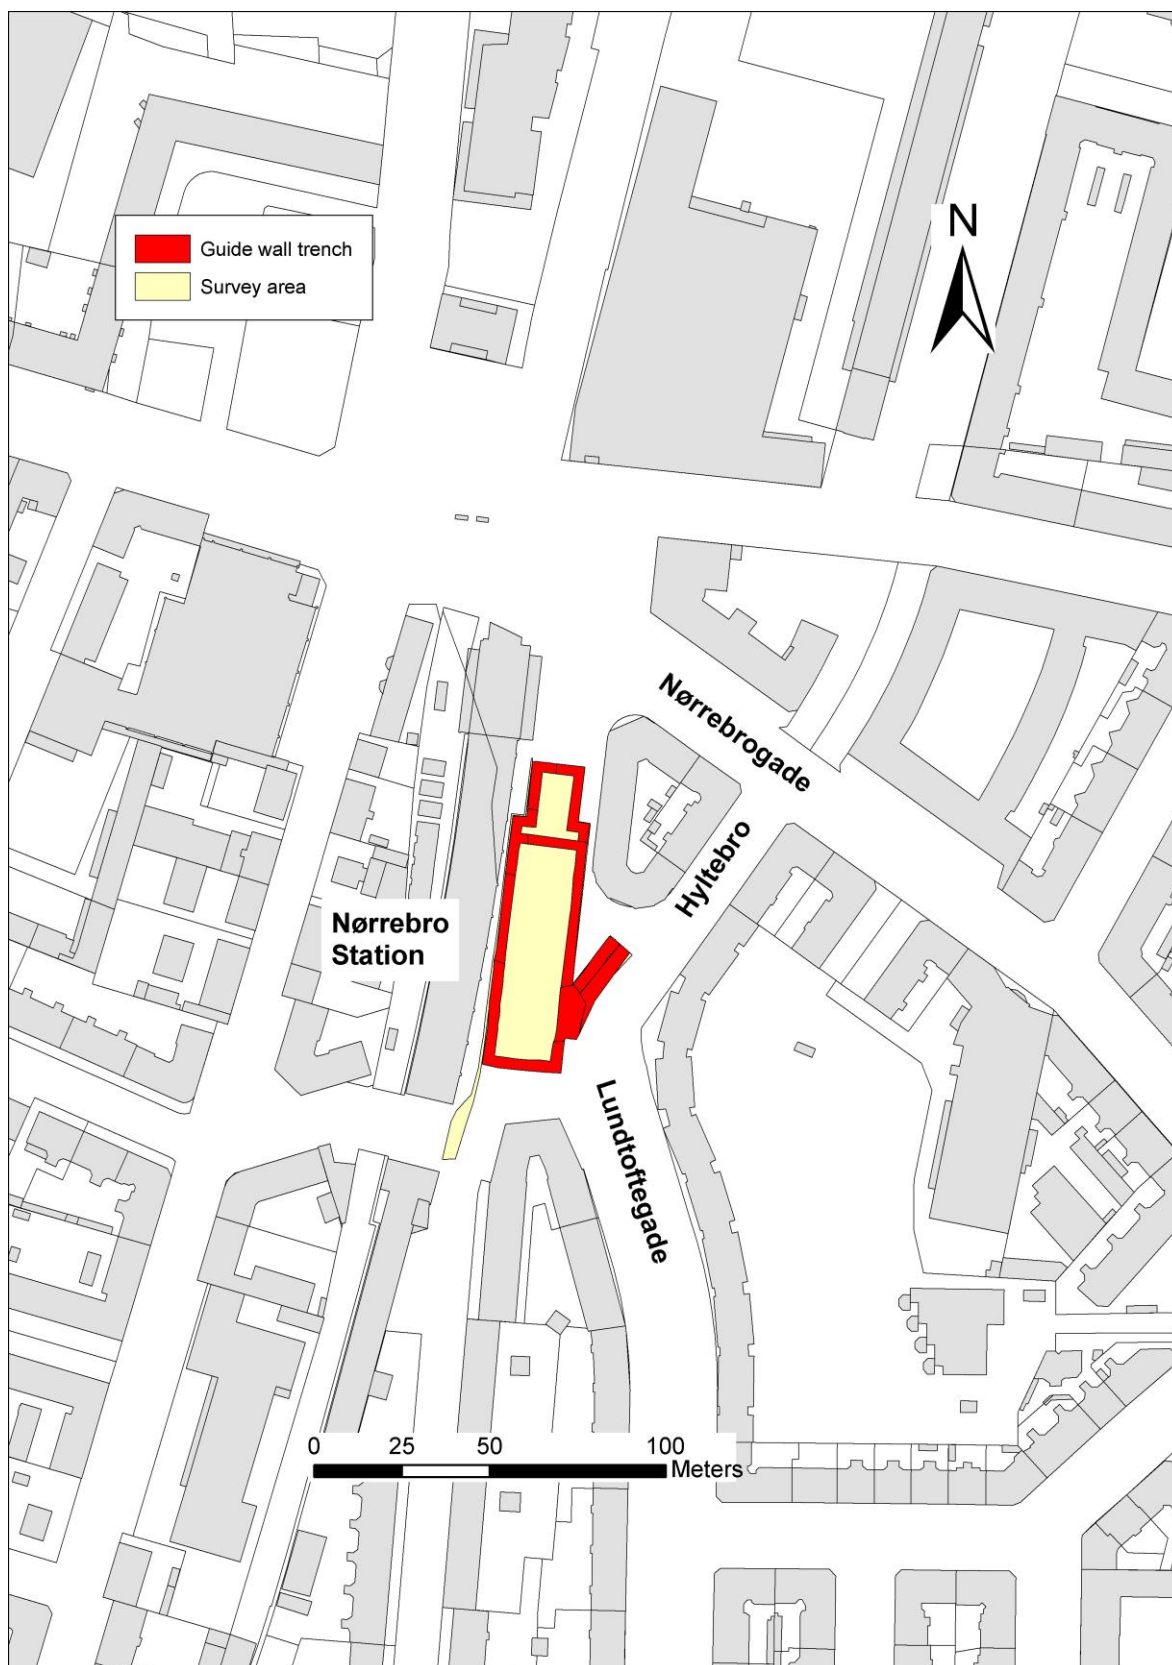 N
Guide wall trench
Survey area
Nørrebrogade
Hyltebro
Nørrebro
Station
Lundtoftegade
0 25 50 100
Meters